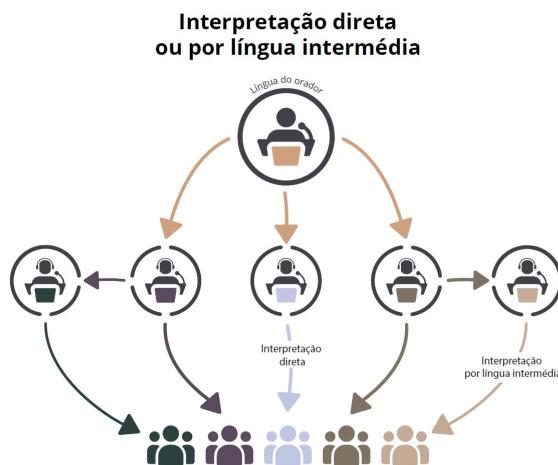 Interpretação direta
ou por língua intermédia
Língua do orador
Interpretação
direta
Interpretação
por língua intermédia